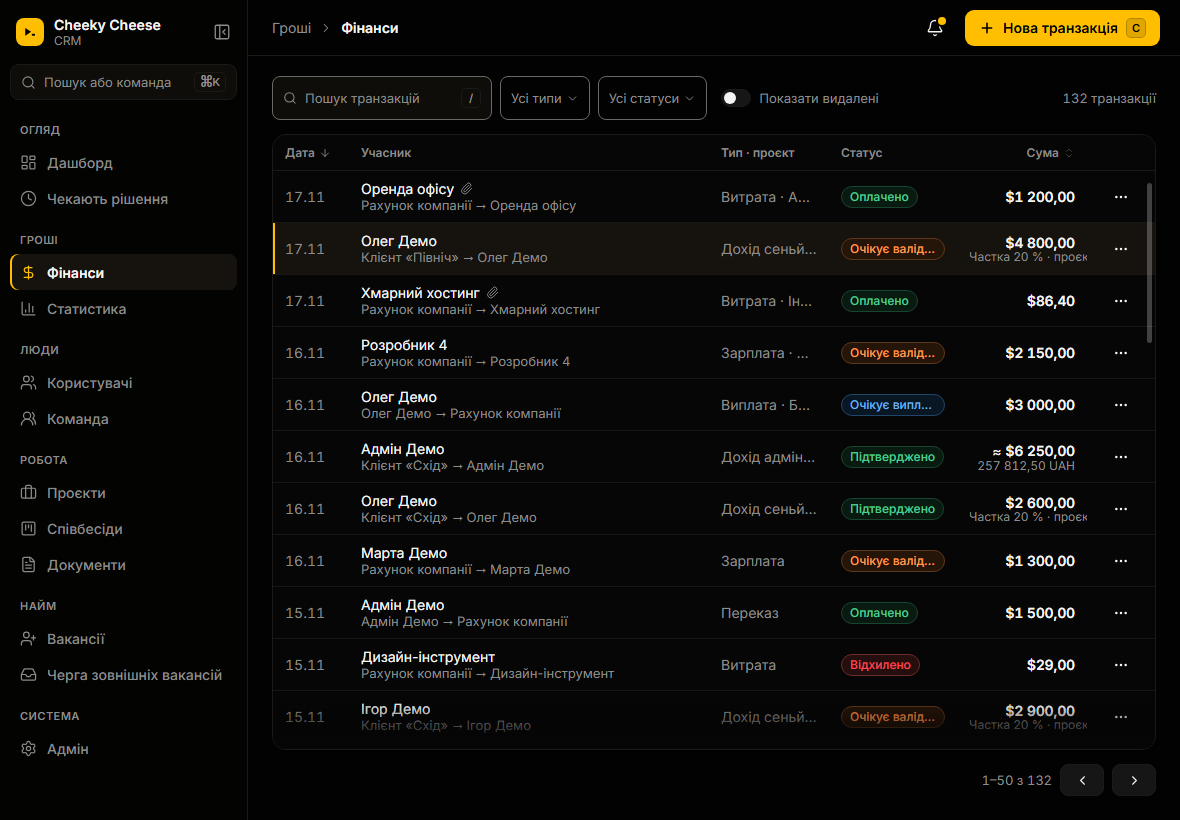 Cheeky Cheese
CRM
Пошук або команда ⌘K
ОГЛЯД
Дашборд
Чекають рішення
ГРОШІ
Фінанси
Статистика
ЛЮДИ
Користувачі
Команда
РОБОТА
Проєкти
Співбесіди
Документи
НАЙМ
Вакансії
Черга зовнішніх вакансій
СИСТЕМА
Адмін
Гроші > Фінанси
+ Нова транзакція C
Пошук транзакцій /
Усі типи
Усі статуси
Показати видалені
132 транзакції
Дата ↓ Учасник Тип · проєкт Статус Сума
17.11 Оренда офісу Витрата · А... Оплачено $1 200,00
Рахунок компанії → Оренда офісу
17.11 Олег Демо Дохід сеньй... Очікує валід... $4 800,00
Клієнт «Північ» → Олег Демо Частка 20 % · проєк
17.11 Хмарний хостинг Витрата · Ін... Оплачено $86,40
Рахунок компанії → Хмарний хостинг
16.11 Розробник 4 Зарплата · ... Очікує валід... $2 150,00
Рахунок компанії → Розробник 4
16.11 Олег Демо Виплата · Б... Очікує випл... $3 000,00
Олег Демо → Рахунок компанії
16.11 Адмін Демо Дохід адмін... Підтверджено ≈ $6 250,00
Клієнт «Схід» → Адмін Демо 257 812,50 UAH
16.11 Олег Демо Дохід сеньй... Підтверджено $2 600,00
Клієнт «Схід» → Олег Демо Частка 20 % · проєк
16.11 Марта Демо Зарплата Очікує валід... $1 300,00
Рахунок компанії → Марта Демо
15.11 Адмін Демо Переказ Оплачено $1 500,00
Адмін Демо → Рахунок компанії
15.11 Дизайн-інструмент Витрата Відхилено $29,00
Рахунок компанії → Дизайн-інструмент
15.11 Ігор Демо Дохід сеньй... Очікує валід... $2 900,00
Клієнт «Схід» → Ігор Демо Частка 20 % · проєк
1–50 з 132